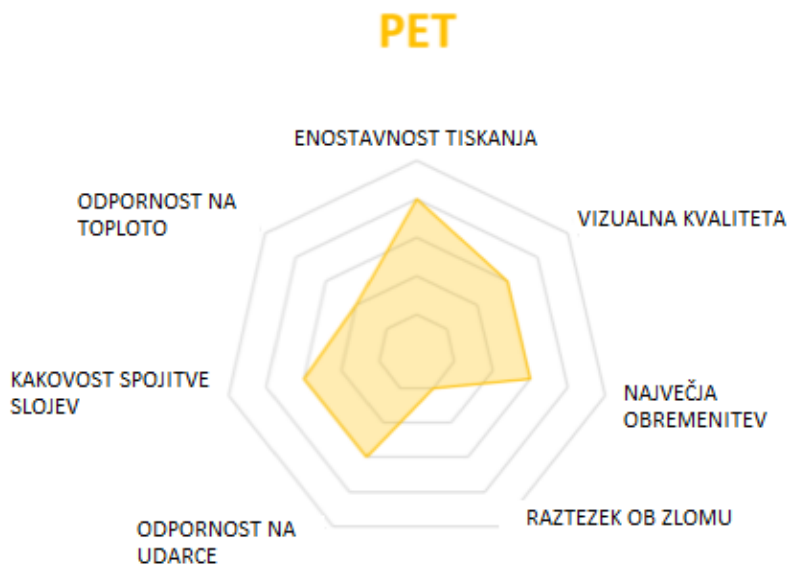 PET
ENOSTAVNOST TISKANJA
VIZUALNA KVALITETA
NAJVEČJA
OBREMENITEV
RAZTEZEK OB ZLOMU
ODPORNOST NA
UDARCE
KAKOVOST SPOJITVE
SLOJEV
ODPORNOST NA
TOPLOTO